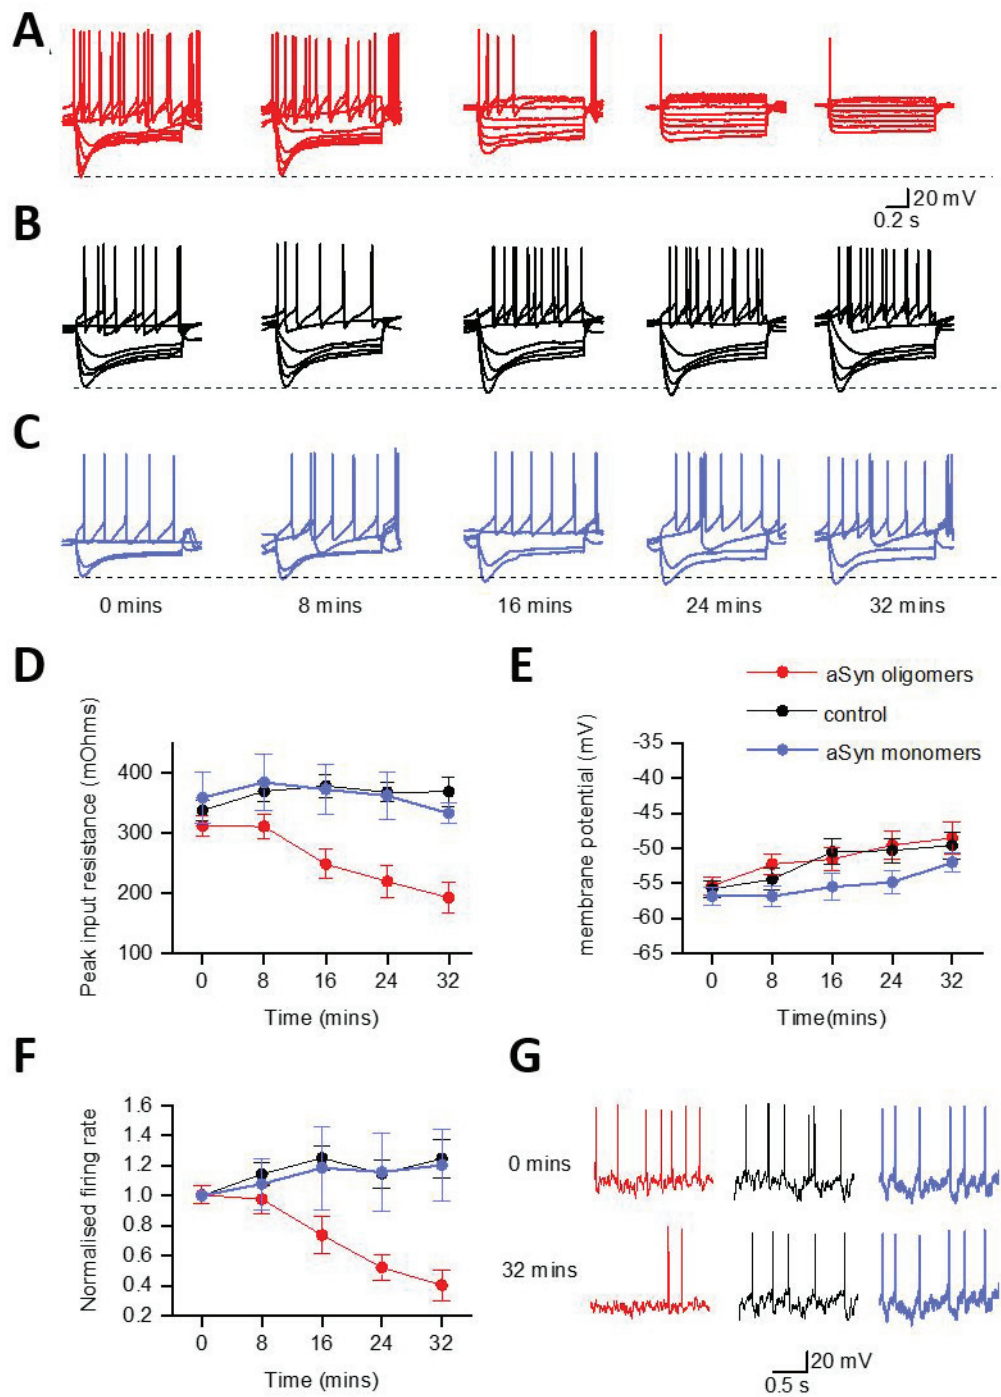 A
20 mV
0.2 s
B
C
0 mins
8 mins
16 mins
24 mins
32 mins
D
Peak input resistance (mOhms)
400
300
200
100
0
8
16
24
32
Time (mins)
E
aSyn oligomers
control
aSyn monomers
membrane potential (mV)
-35
-40
-45
-50
-55
-60
-65
0
8
16
24
32
Time(mins)
F
Normalised firing rate
1.6
1.4
1.2
1.0
0.8
0.6
0.4
0.2
0
8
16
24
32
Time (mins)
G
0 mins
32 mins
20 mV
0.5 s